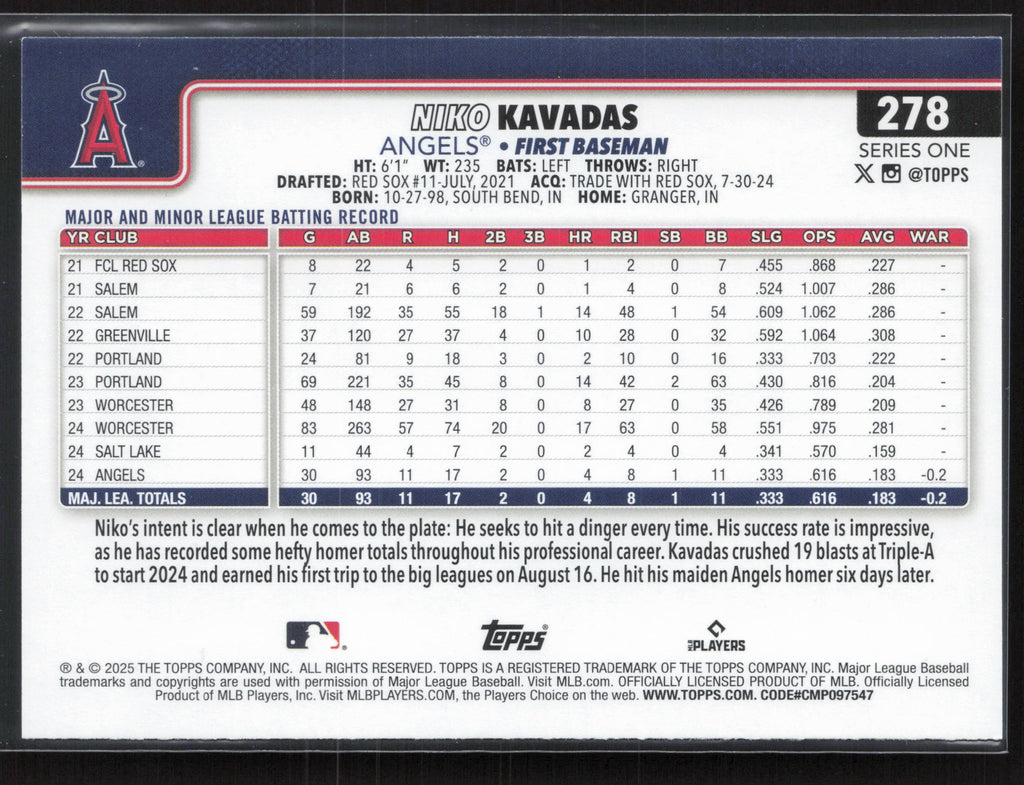 A®
NIKO KAVADAS
278
ANGELS® • FIRST BASEMAN
SERIES ONE
HT: 6'1" WT: 235 BATS: LEFT THROWS: RIGHT
@TOPPS
DRAFTED: RED SOX #11-JULY, 2021 ACQ: TRADE WITH RED SOX, 7-30-24
BORN: 10-27-98, SOUTH BEND, IN HOME: GRANGER, IN
MAJOR AND MINOR LEAGUE BATTING RECORD
YR CLUB G AB R H 2B 3B HR RBI SB BB SLG OPS AVG WAR
21 FCL RED SOX 8 22 4 5 2 0 1 2 0 7 .455 .868 .227 -
21 SALEM 7 21 6 6 2 0 1 4 0 8 .524 1.007 .286 -
22 SALEM 59 192 35 55 18 1 14 48 1 54 .609 1.062 .286 -
22 GREENVILLE 37 120 27 37 4 0 10 28 0 32 .592 1.064 .308 -
22 PORTLAND 24 81 9 18 3 0 2 10 0 16 .333 .703 .222 -
23 PORTLAND 69 221 35 45 8 0 14 42 2 63 .430 .816 .204 -
23 WORCESTER 48 148 27 31 8 0 8 27 0 35 .426 .789 .209 -
24 WORCESTER 83 263 57 74 20 0 17 63 0 58 .551 .975 .281 -
24 SALT LAKE 11 44 4 7 2 0 2 4 0 4 .341 .570 .159 -
24 ANGELS 30 93 11 17 2 0 4 8 1 11 .333 .616 .183 -0.2
MAJ. LEA. TOTALS 30 93 11 17 2 0 4 8 1 11 .333 .616 .183 -0.2
Niko's intent is clear when he comes to the plate: He seeks to hit a dinger every time. His success rate is impressive,
as he has recorded some hefty homer totals throughout his professional career. Kavadas crushed 19 blasts at Triple-A
to start 2024 and earned his first trip to the big leagues on August 16. He hit his maiden Angels homer six days later.
Topps® MLB PLAYERS
® & © 2025 THE TOPPS COMPANY, INC. ALL RIGHTS RESERVED. TOPPS IS A REGISTERED TRADEMARK OF THE TOPPS COMPANY, INC. Major League Baseball
trademarks and copyrights are used with permission of Major League Baseball. Visit MLB.com. OFFICIALLY LICENSED PRODUCT OF MLB. Officially Licensed
Product of MLB Players, Inc. Visit MLBPLAYERS.COM, the Players Choice on the web. WWW.TOPPS.COM. CODE#CMP097547